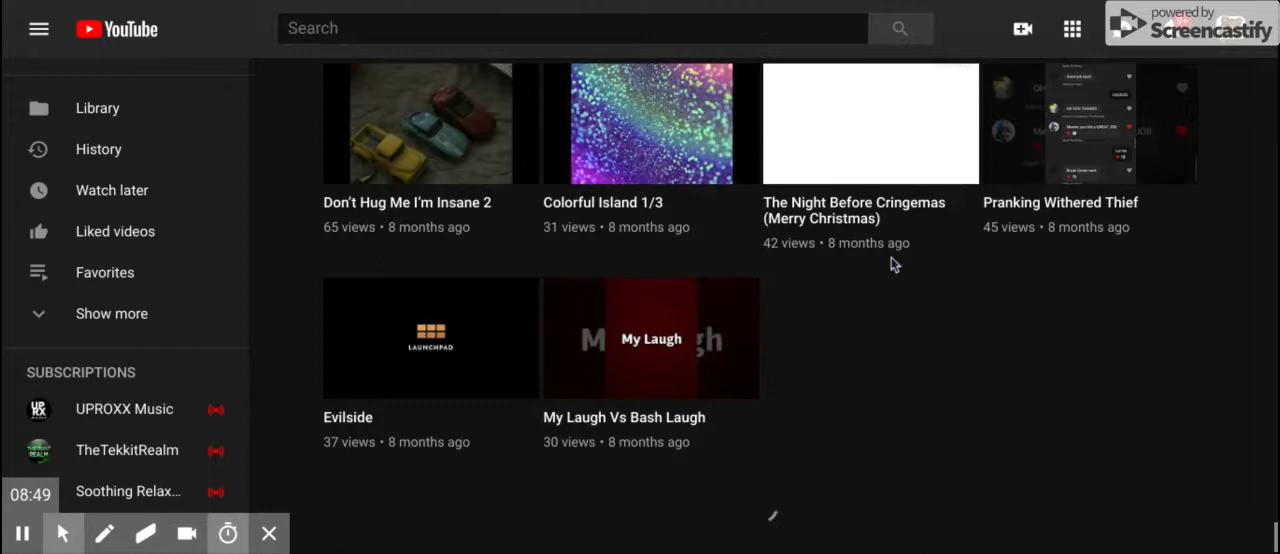 YouTube
Search
powered by
Screencastify
9+
Library
History
Watch later
Liked videos
Favorites
Show more
SUBSCRIPTIONS
UPROXX Music
TheTekkitRealm
Soothing Relax...
08:49
Don't Hug Me I'm Insane 2
65 views • 8 months ago
Colorful Island 1/3
31 views • 8 months ago
The Night Before Cringemas
(Merry Christmas)
42 views • 8 months ago
Pranking Withered Thief
45 views • 8 months ago
LAUNCHPAD
Evilside
37 views • 8 months ago
My Laugh
My Laugh Vs Bash Laugh
30 views • 8 months ago